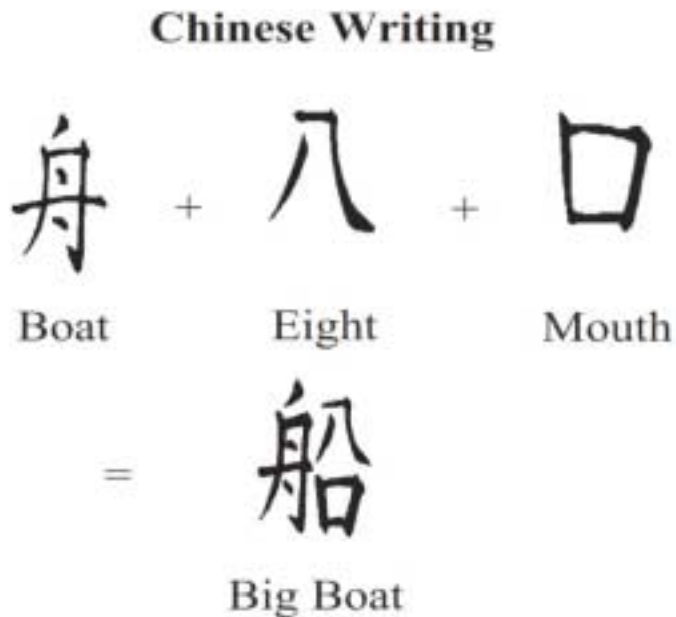 Chinese Writing
舟 + 八 + 口
Boat Eight Mouth
= 船
Big Boat